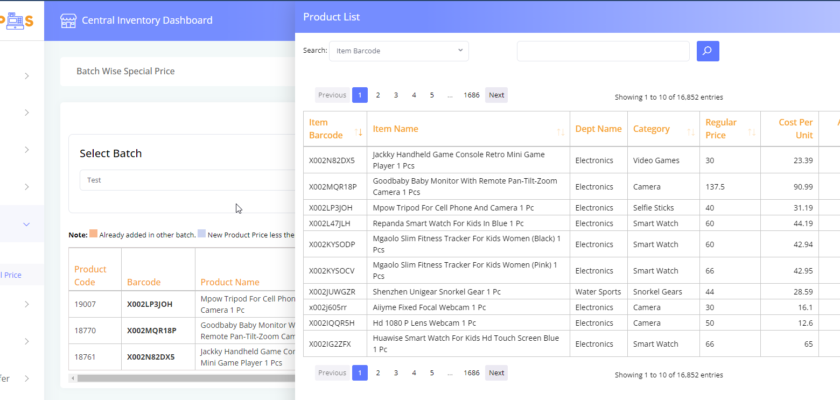 Central Inventory Dashboard
Batch Wise Special Price
Select Batch
Test
Note: Already added in other batch. New Product Price less the
Product Code Barcode Product Name
19007 X002LP3JOH Mpow Tripod For Cell Phon
Camera 1 Pc
18770 X002MQR18P Goodbaby Baby Monitor W
Remote Pan-Tilt-Zoom Cam
18761 X002N82DX5 Jackky Handheld Game Cor
Mini Game Player 1 Pcs
l Price
fer
Product List
Search: Item Barcode
Previous 1 2 3 4 5 ... 1686 Next
Showing 1 to 10 of 16,852 entries
Item Barcode Item Name Dept Name Category Regular Price Cost Per Unit
X002N82DX5 Jackky Handheld Game Console Retro Mini Game Electronics Video Games 30 23.39
Player 1 Pcs
X002MQR18P Goodbaby Baby Monitor With Remote Pan-Tilt-Zoom Electronics Camera 137.5 90.99
Camera 1 Pcs
X002LP3JOH Mpow Tripod For Cell Phone And Camera 1 Pc Electronics Selfie Sticks 40 31.19
X002L47JLH Repanda Smart Watch For Kids In Blue 1 Pc Electronics Smart Watch 60 44.19
X002KYSODP Mgaolo Slim Fitness Tracker For Kids Women (Black) 1 Electronics Smart Watch 60 42.94
Pcs
X002KYSOCV Mgaolo Slim Fitness Tracker For Kids Women (Pink) 1 Electronics Smart Watch 66 42.95
Pcs
X002JUWGZR Shenzhen Unigear Snorkel Gear 1 Pc Water Sports Snorkel Gears 44 28.59
x002j605rr Aiiyme Fixed Focal Webcam 1 Pc Electronics Camera 30 16.1
X002IQQR5H Hd 1080 P Lens Webcam 1 Pc Electronics Camera 50 12.6
X002IG2ZFX Huawise Smart Watch For Kids Hd Touch Screen Blue Electronics Smart Watch 66 65
1 Pc
Previous 1 2 3 4 5 ... 1686 Next
Showing 1 to 10 of 16,852 entries